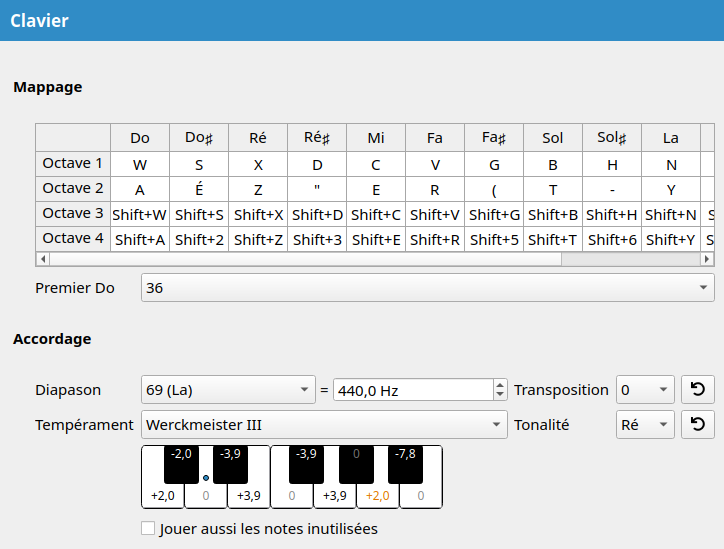 Clavier
Mappage
Do Do♯ Ré Ré♯ Mi Fa Fa♯ Sol Sol♯ La
Octave 1 W S X D C V G B H N
Octave 2 A É Z " E R ( T - Y
Octave 3 Shift+W Shift+S Shift+X Shift+D Shift+C Shift+V Shift+G Shift+B Shift+H Shift+N S
Octave 4 Shift+A Shift+2 Shift+Z Shift+3 Shift+E Shift+R Shift+5 Shift+T Shift+6 Shift+Y S
Premier Do 36
Accordage
Diapason 69 (La) = 440,0 Hz Transposition 0
Tempérament Werckmeister III Tonalité Ré
-2,0 -3,9 -3,9 0 -7,8
+2,0 0 +3,9 0 +3,9 +2,0 0
Jouer aussi les notes inutilisées